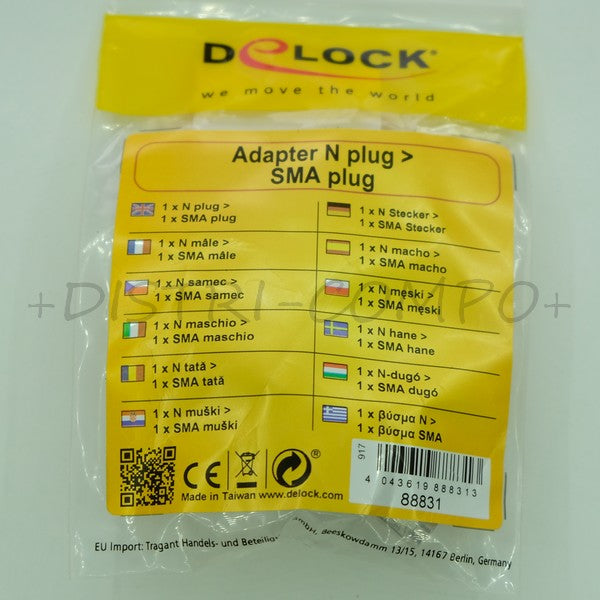 DeLOCK®
we move the world
Adapter N plug >
SMA plug
1 x N plug >
1 x SMA plug
1 x N Stecker >
1 x SMA Stecker
1 x N mâle >
1 x SMA mâle
1 x N macho >
1 x SMA macho
1 x N samec >
1 x SMA samec
1 x N męski >
1 x SMA męski
+DISTRI-COMPO+
1 x N maschio >
1 x SMA maschio
1 x N hane >
1 x SMA hane
1 x N tată >
1 x SMA tată
1 x N-dugó >
1 x SMA dugó
1 x N muški >
1 x SMA muški
1 x βύσμα N >
1 x βύσμα SMA
917
4 043619 888313
88831
CE ®
Made in Taiwan www.delock.com
EU Import: Tragant Handels- und GmbH, Beeskowdamm 13/15, 14167 Berlin, Germany